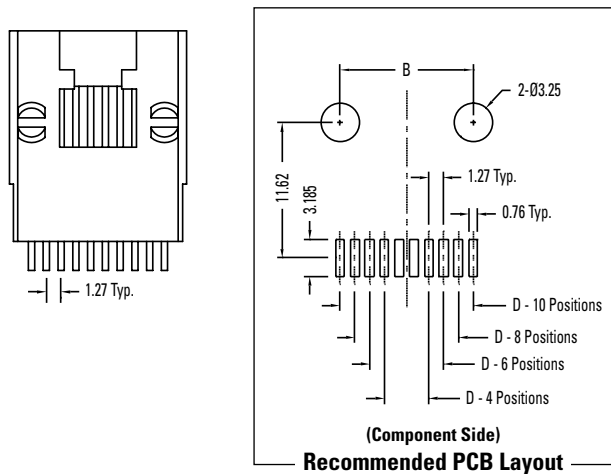 1.27 Typ.
B
2-Ø3.25
11.62
3.185
1.27 Typ.
0.76 Typ.
D - 10 Positions
D - 8 Positions
D - 6 Positions
D - 4 Positions
(Component Side)
Recommended PCB Layout